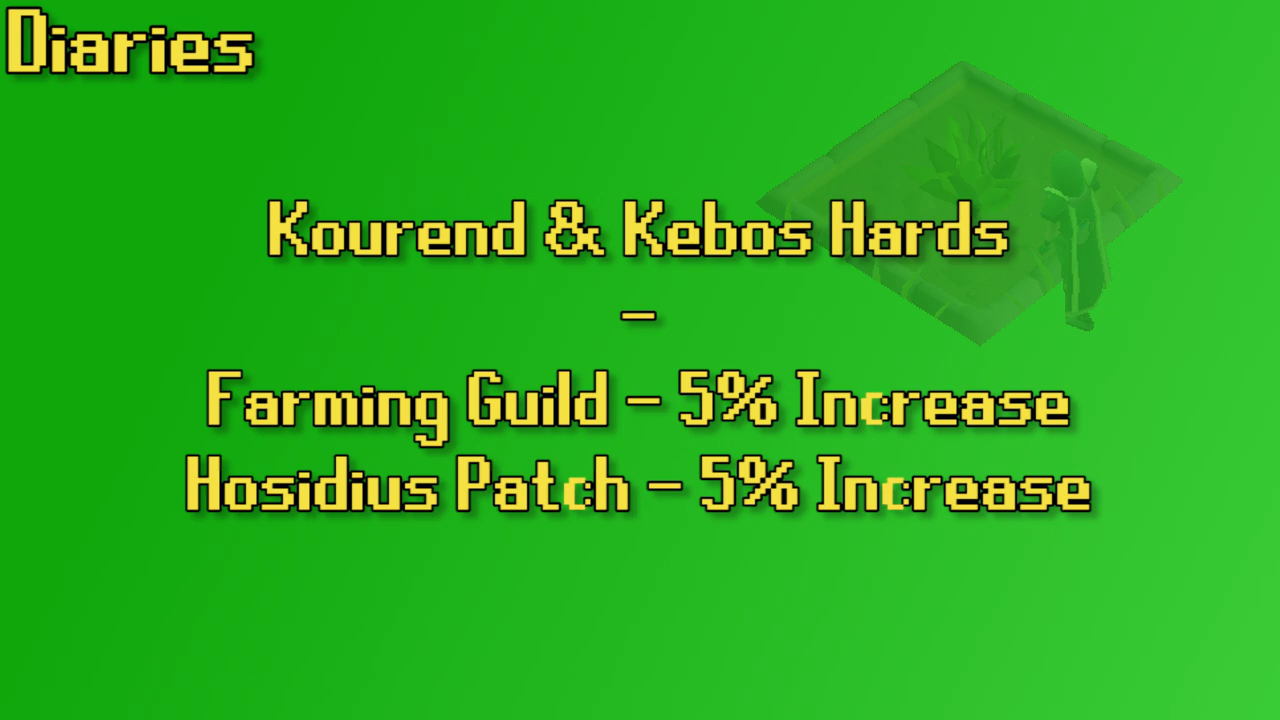 Diaries
Kourend & Kebos Hards
-
Farming Guild - 5% Increase
Hosidius Patch - 5% Increase